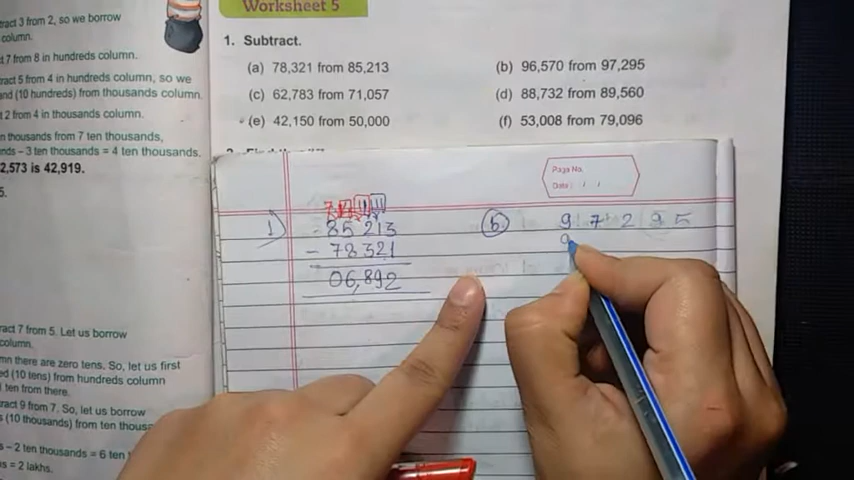 tract 3 from 2, so we borrow
column.
t 7 from 8 in hundreds column.
ract 5 from 4 in hundreds column, so we
and (10 hundreds) from thousands column.
t 2 from 4 in thousands column.
n thousands from 7 ten thousands,
nds – 3 ten thousands = 4 ten thousands.
2,573 is 42,919.
5.
ract 7 from 5. Let us borrow
column.
mn there are zero tens. So, let us first
ed (10 tens) from hundreds column
ten from there.
ract 9 from 7. So, let us borrow
s (10 thousands) from ten thousa
s – 2 ten thousands = 6 ten
ns = 2 lakhs.
Worksheet 5
1. Subtract.
(a) 78,321 from 85,213
(b) 96,570 from 97,295
(c) 62,783 from 71,057
(d) 88,732 from 89,560
(e) 42,150 from 50,000
(f) 53,008 from 79,096
Page No.
Date: / /
1)
85213
- 78321
06,892
b.
97295
9